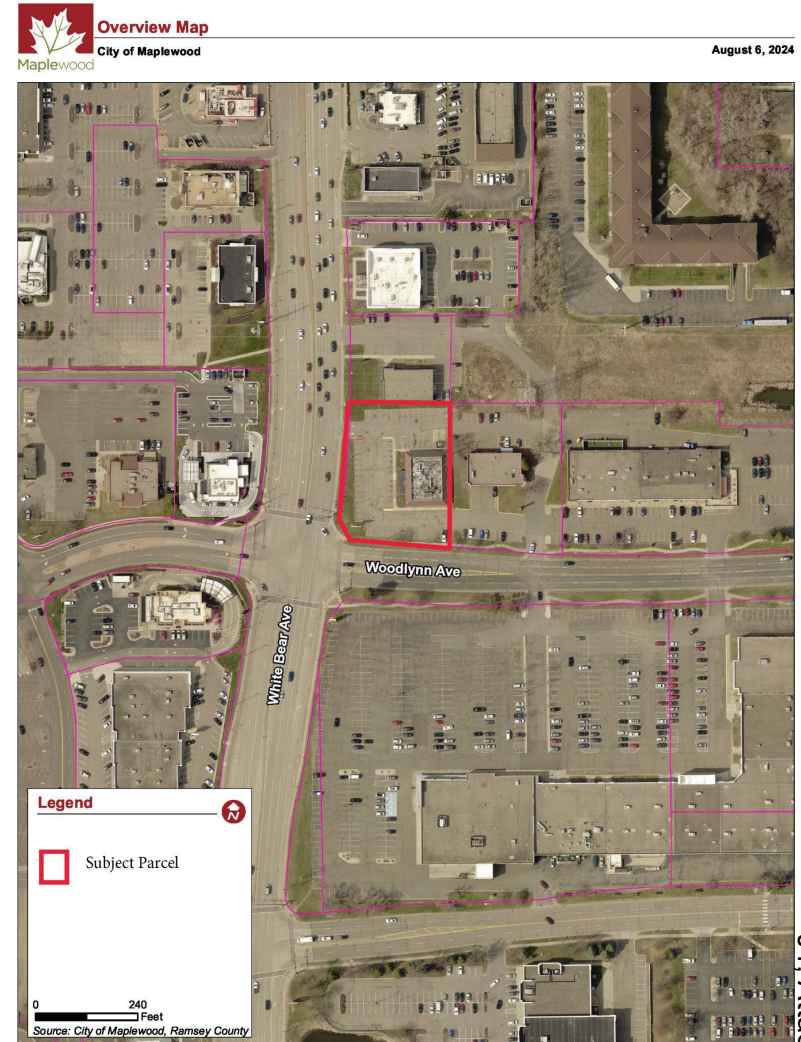 Maplewood
Overview Map
City of Maplewood
August 6, 2024
Woodlynn Ave
White Bear Ave
Legend
N
Subject Parcel
0 240
Feet
Source: City of Maplewood, Ramsey County